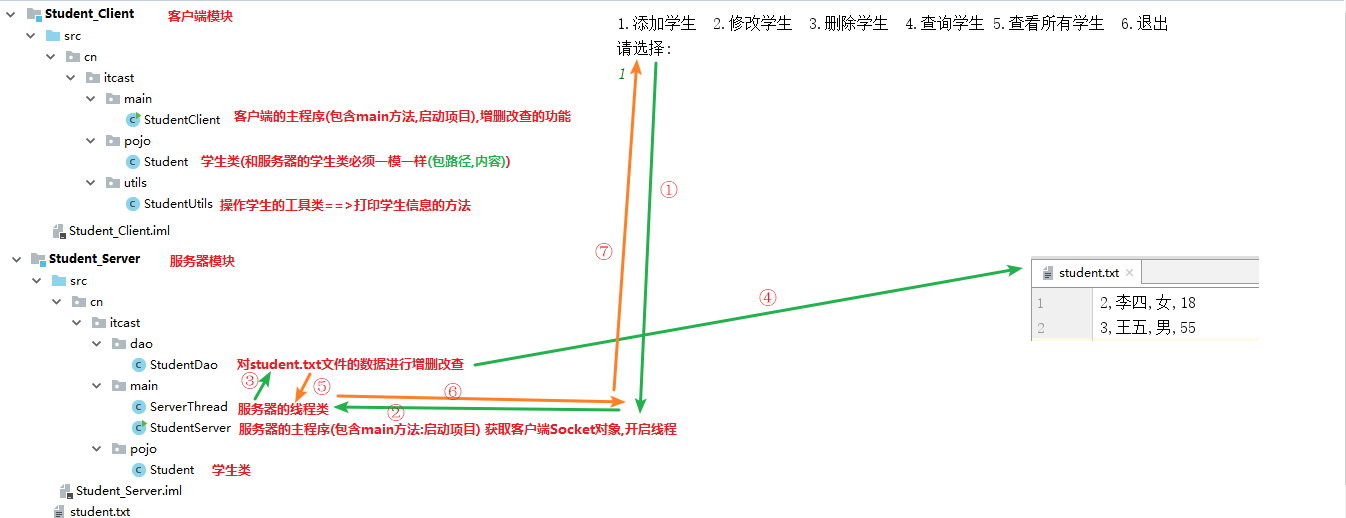 Student_Client 客户端模块
src
cn
itcast
main
StudentClient 客户端的主程序(包含main方法,启动项目),增删改查的功能
pojo
Student 学生类(和服务器的学生类必须一模一样(包路径,内容))
utils
StudentUtils 操作学生的工具类==>打印学生信息的方法
Student_Client.iml
Student_Server 服务器模块
src
cn
itcast
dao
StudentDao 对student.txt文件的数据进行增删改查
main
ServerThread 服务器的线程类
StudentServer 服务器的主程序(包含main方法:启动项目) 获取客户端Socket对象,开启线程
pojo
Student 学生类
Student_Server.iml
student.txt
1.添加学生 2.修改学生 3.删除学生 4.查询学生 5.查看所有学生 6.退出
请选择:
1
①
⑦
④
③
⑤
⑥
②
student.txt
1 2,李四,女,18
2 3,王五,男,55